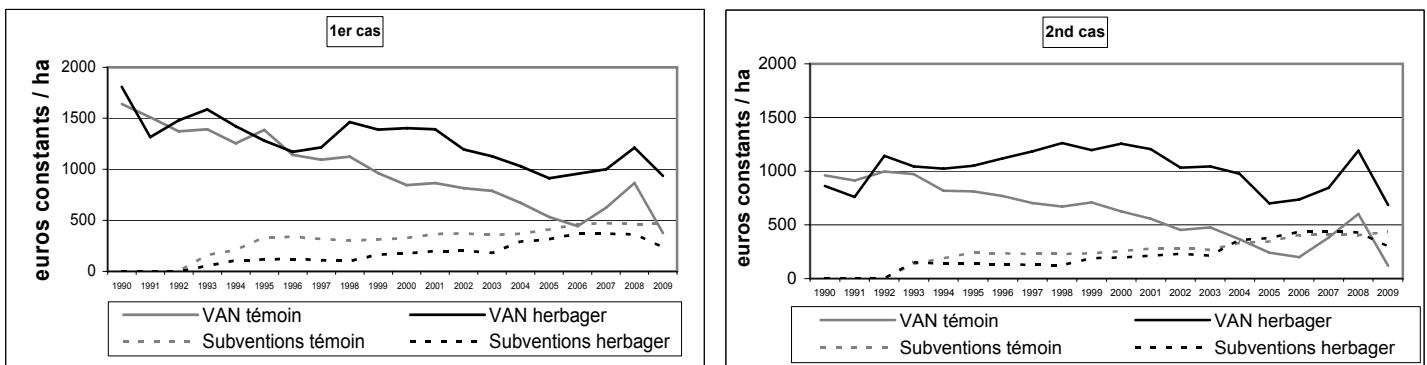 1er cas
euros constants / ha
2000
1500
1000
500
0
1990 1991 1992 1993 1994 1995 1996 1997 1998 1999 2000 2001 2002 2003 2004 2005 2006 2007 2008 2009
VAN témoin VAN herbager
Subventions témoin Subventions herbager
2nd cas
euros constants / ha
2000
1500
1000
500
0
1990 1991 1992 1993 1994 1995 1996 1997 1998 1999 2000 2001 2002 2003 2004 2005 2006 2007 2008 2009
VAN témoin VAN herbager
Subventions témoin Subventions herbager